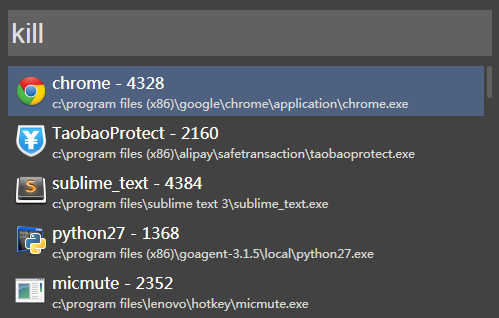 kill
chrome - 4328
c:\program files (x86)\google\chrome\application\chrome.exe
TaobaoProtect - 2160
c:\program files (x86)\alipay\safetransaction\taobaoprotect.exe
sublime_text - 4384
c:\program files\sublime text 3\sublime_text.exe
python27 - 1368
c:\program files (x86)\goagent-3.1.5\local\python27.exe
micmute - 2352
c:\program files\lenovo\hotkey\micmute.exe